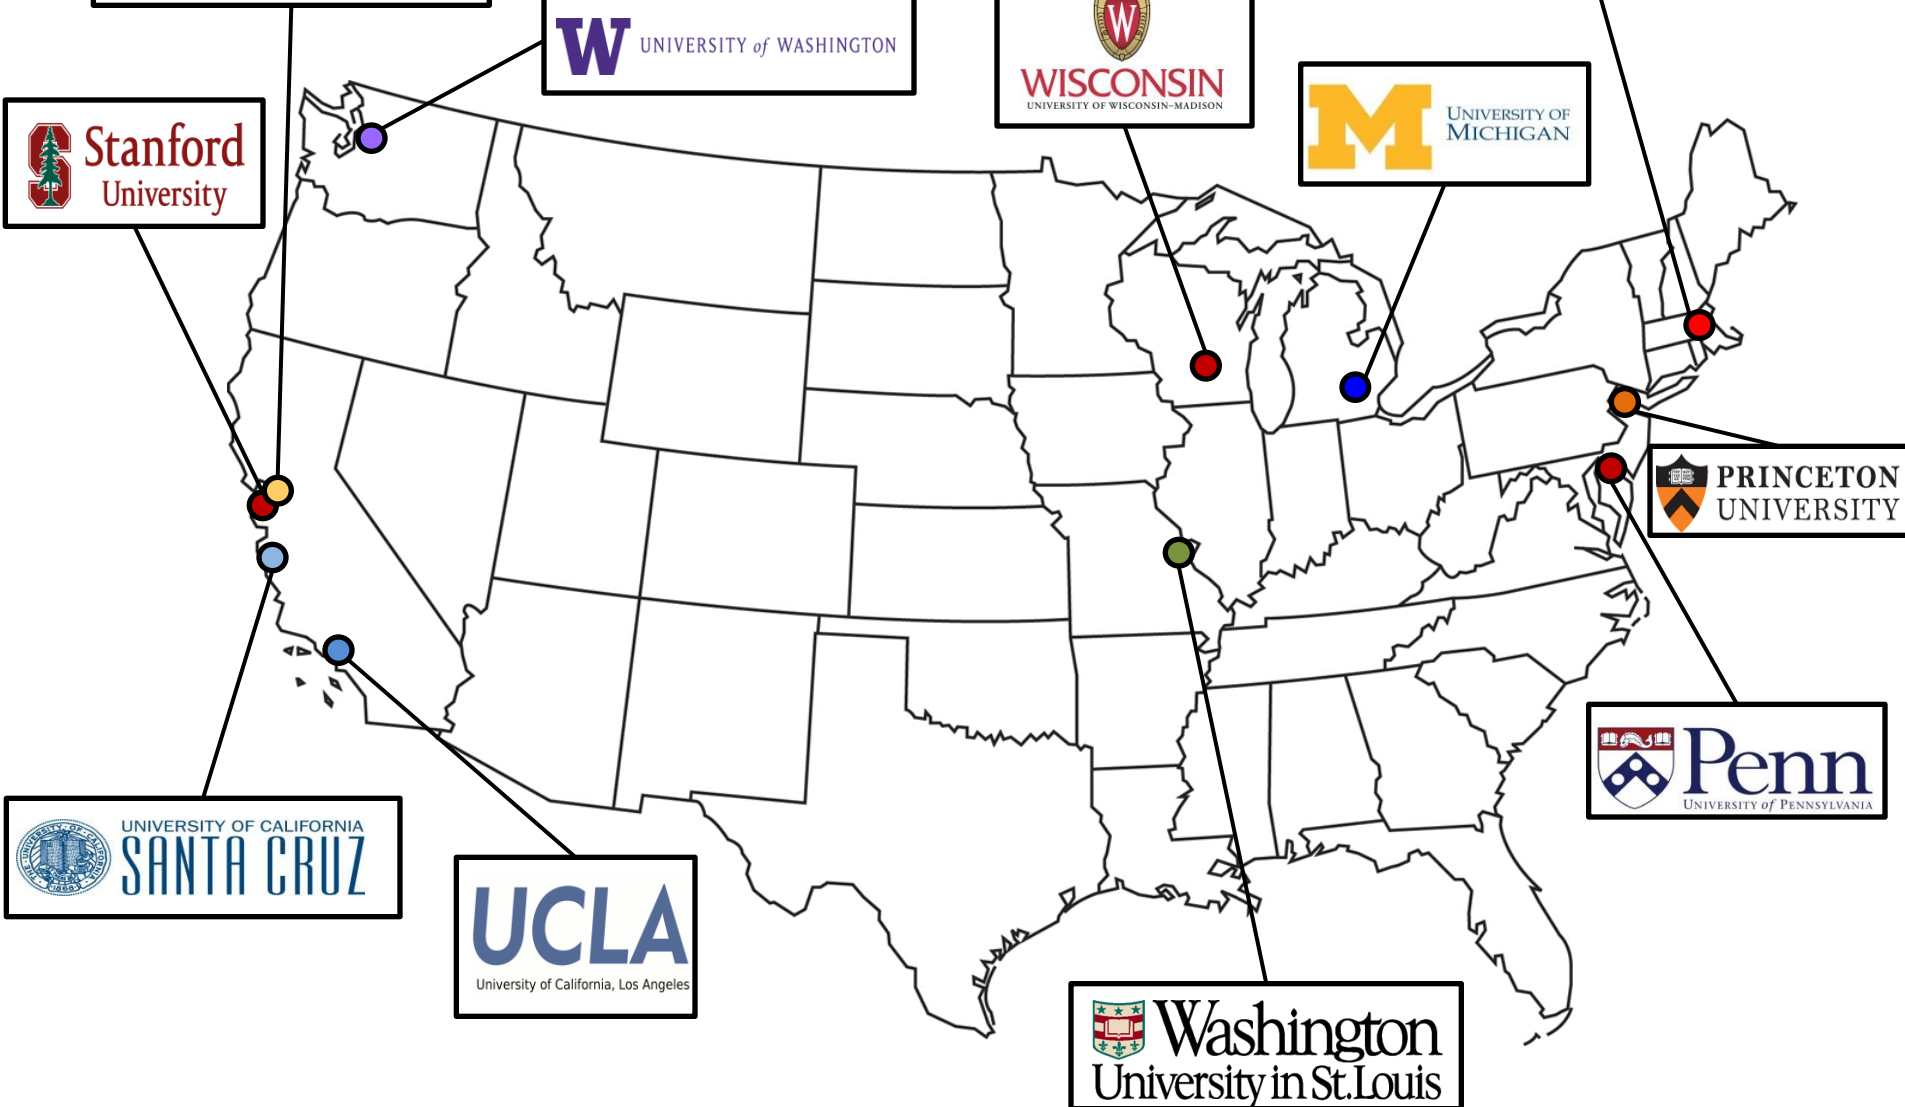 W UNIVERSITY of WASHINGTON
W
WISCONSIN
UNIVERSITY OF WISCONSIN–MADISON
M UNIVERSITY OF
MICHIGAN
S Stanford
University
PRINCETON
UNIVERSITY
Penn
UNIVERSITY of PENNSYLVANIA
UNIVERSITY OF CALIFORNIA
SANTA CRUZ
UCLA
University of California, Los Angeles
Washington
University in St.Louis